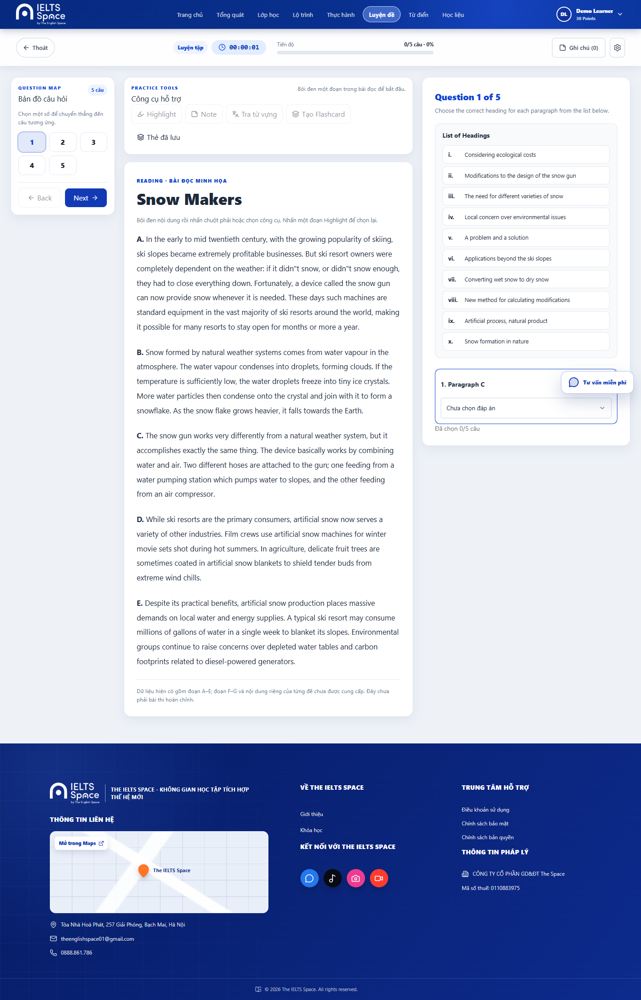 IELTS
Space
by The English Space
Trang chủ
Tổng quát
Lớp học
Lộ trình
Thực hành
Luyện đề
Từ điển
Học liệu
DL
Demo Learner
30 Points
Thoát
Luyện tập
00:00:01
Tiến độ
0/5 câu · 0%
Ghi chú (0)
QUESTION MAP
5 câu
Bản đồ câu hỏi
Chọn một số để chuyển thẳng đến
câu tương ứng.
1
2
3
4
5
Back
Next
PRACTICE TOOLS
Công cụ hỗ trợ
Bôi đen một đoạn trong bài đọc để bắt đầu.
Highlight
Note
Tra từ vựng
Tạo Flashcard
Thẻ đã lưu
READING · BÀI ĐỌC MINH HỌA
Snow Makers
Bôi đen nội dung rồi nhấn chuột phải hoặc chọn công cụ. Nhấn một đoạn Highlight để chọn lại.
A. In the early to mid twentieth century, with the growing popularity of skiing,
ski slopes became extremely profitable businesses. But ski resort owners were
completely dependent on the weather: if it didn"t snow, or didn"t snow enough,
they had to close everything down. Fortunately, a device called the snow gun
can now provide snow whenever it is needed. These days such machines are
standard equipment in the vast majority of ski resorts around the world, making
it possible for many resorts to stay open for months or more a year.
B. Snow formed by natural weather systems comes from water vapour in the
atmosphere. The water vapour condenses into droplets, forming clouds. If the
temperature is sufficiently low, the water droplets freeze into tiny ice crystals.
More water particles then condense onto the crystal and join with it to form a
snowflake. As the snow flake grows heavier, it falls towards the Earth.
C. The snow gun works very differently from a natural weather system, but it
accomplishes exactly the same thing. The device basically works by combining
water and air. Two different hoses are attached to the gun; one feeding from a
water pumping station which pumps water to slopes, and the other feeding
from an air compressor.
D. While ski resorts are the primary consumers, artificial snow now serves a
variety of other industries. Film crews use artificial snow machines for winter
movie sets shot during hot summers. In agriculture, delicate fruit trees are
sometimes coated in artificial snow blankets to shield tender buds from
extreme wind chills.
E. Despite its practical benefits, artificial snow production places massive
demands on local water and energy supplies. A typical ski resort may consume
millions of gallons of water in a single week to blanket its slopes. Environmental
groups continue to raise concerns over depleted water tables and carbon
footprints related to diesel-powered generators.
Dữ liệu hiện có gồm đoạn A–E; đoạn F–G và nội dung riêng của từng đề chưa được cung cấp. Đây chưa
phải bài thi hoàn chỉnh.
Question 1 of 5
Choose the correct heading for each paragraph from the list below.
List of Headings
i. Considering ecological costs
ii. Modifications to the design of the snow gun
iii. The need for different varieties of snow
iv. Local concern over environmental issues
v. A problem and a solution
vi. Applications beyond the ski slopes
vii. Converting wet snow to dry snow
viii. New method for calculating modifications
ix. Artificial process, natural product
x. Snow formation in nature
1. Paragraph C
Tư vấn miễn phí
Chưa chọn đáp án
Đã chọn 0/5 câu
IELTS
Space
by The English Space
THE IELTS SPACE - KHÔNG GIAN HỌC TẬP TÍCH HỢP
THẾ HỆ MỚI
THÔNG TIN LIÊN HỆ
Mở trong Maps
The IELTS Space
Tòa Nhà Hoà Phát, 257 Giải Phóng, Bạch Mai, Hà Nội
theenglishspace01@gmail.com
0888.861.786
VỀ THE IELTS SPACE
Giới thiệu
Khóa học
KẾT NỐI VỚI THE IELTS SPACE
TRUNG TÂM HỖ TRỢ
Điều khoản sử dụng
Chính sách bảo mật
Chính sách bản quyền
THÔNG TIN PHÁP LÝ
CÔNG TY CỔ PHẦN GD&ĐT The Space
Mã số thuế: 0110883975
© 2026 The IELTS Space. All rights reserved.